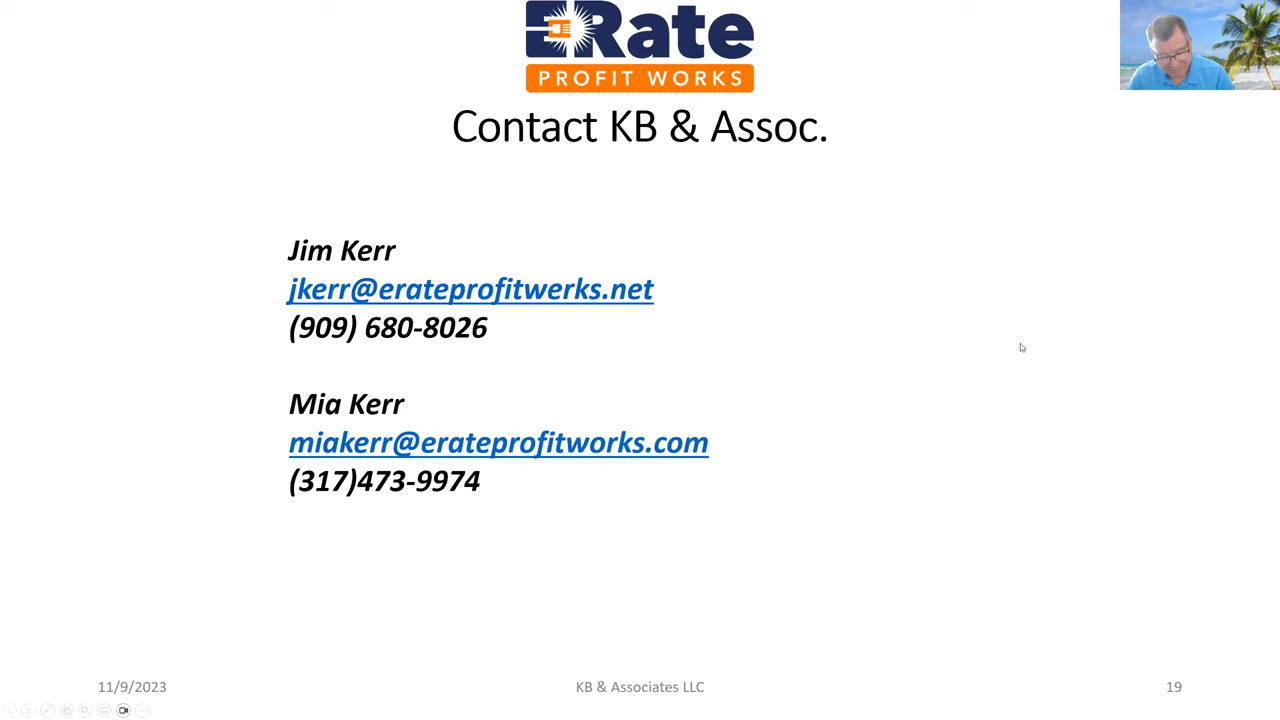 ERate
PROFIT WORKS
Contact KB & Assoc.
Jim Kerr
jkerr@erateprofitwerks.net
(909) 680-8026
Mia Kerr
miakerr@erateprofitworks.com
(317)473-9974
11/9/2023
KB & Associates LLC
19